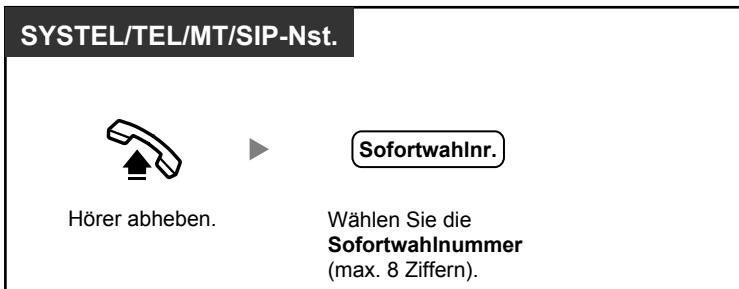 SYSTEL/TEL/MT/SIP-Nst.
Sofortwahlnr.
Hörer abheben.
Wählen Sie die
Sofortwahlnummer
(max. 8 Ziffern).